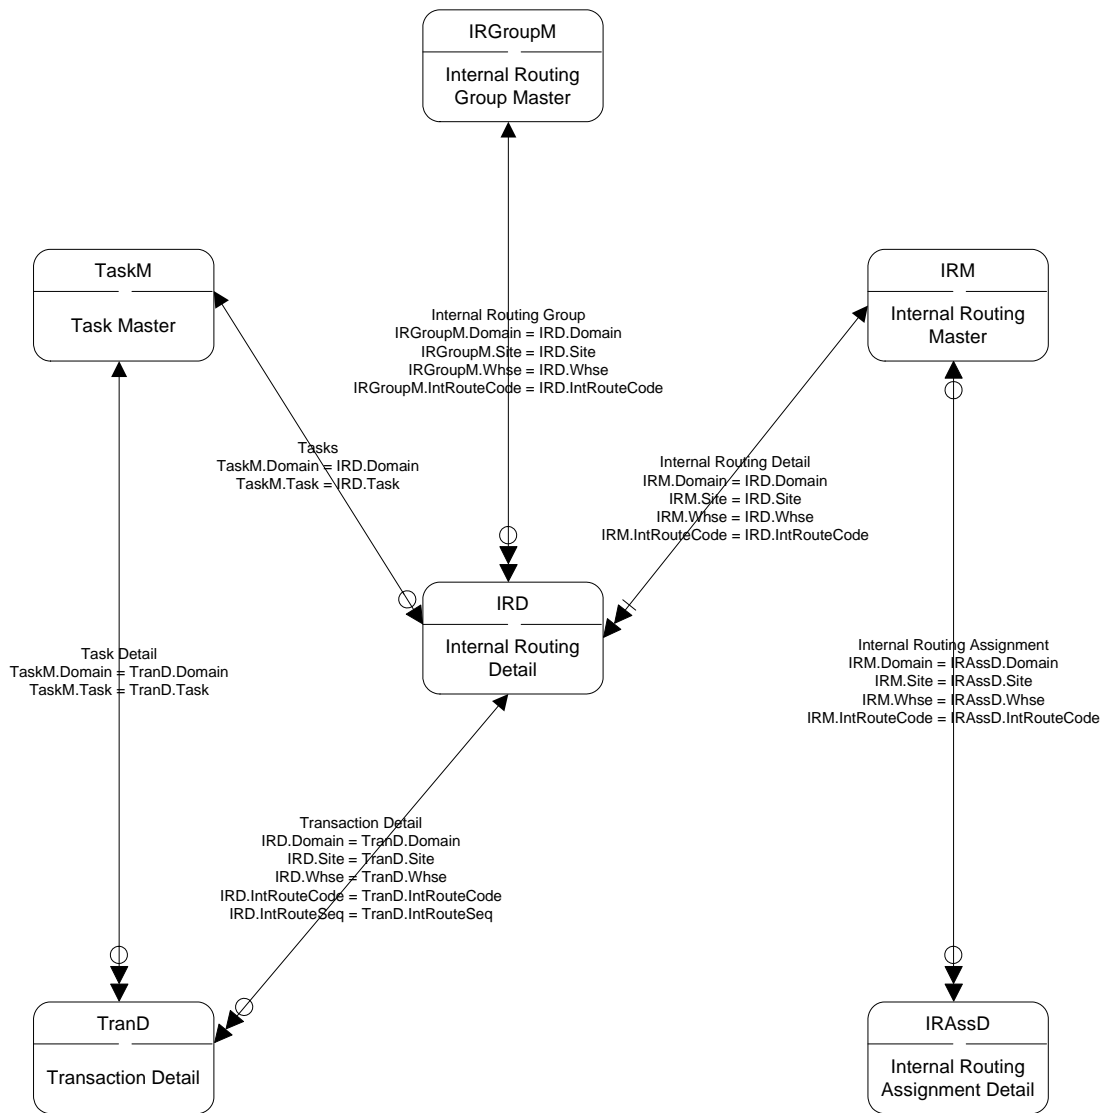 IRGroupM
Internal Routing
Group Master
TaskM
Task Master
IRM
Internal Routing
Master
Internal Routing Group
IRGroupM.Domain = IRD.Domain
IRGroupM.Site = IRD.Site
IRGroupM.Whse = IRD.Whse
IRGroupM.IntRouteCode = IRD.IntRouteCode
Tasks
TaskM.Domain = IRD.Domain
TaskM.Task = IRD.Task
Internal Routing Detail
IRM.Domain = IRD.Domain
IRM.Site = IRD.Site
IRM.Whse = IRD.Whse
IRM.IntRouteCode = IRD.IntRouteCode
IRD
Internal Routing
Detail
Task Detail
TaskM.Domain = TranD.Domain
TaskM.Task = TranD.Task
Internal Routing Assignment
IRM.Domain = IRAssD.Domain
IRM.Site = IRAssD.Site
IRM.Whse = IRAssD.Whse
IRM.IntRouteCode = IRAssD.IntRouteCode
Transaction Detail
IRD.Domain = TranD.Domain
IRD.Site = TranD.Site
IRD.Whse = TranD.Whse
IRD.IntRouteCode = TranD.IntRouteCode
IRD.IntRouteSeq = TranD.IntRouteSeq
TranD
Transaction Detail
IRAssD
Internal Routing
Assignment Detail